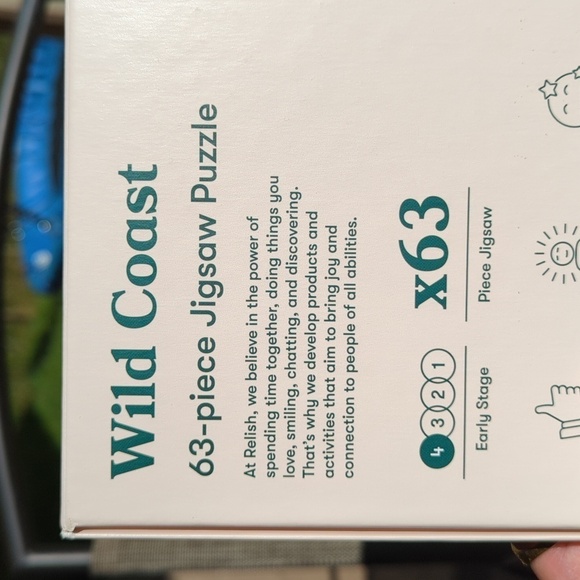 Wild Coast
63-piece Jigsaw Puzzle
At Relish, we believe in the power of
spending time together, doing things you
love, smiling, chatting, and discovering.
That's why we develop products and
activities that aim to bring joy and
connection to people of all abilities.
4 3 2 1
Early Stage
x63
Piece Jigsaw